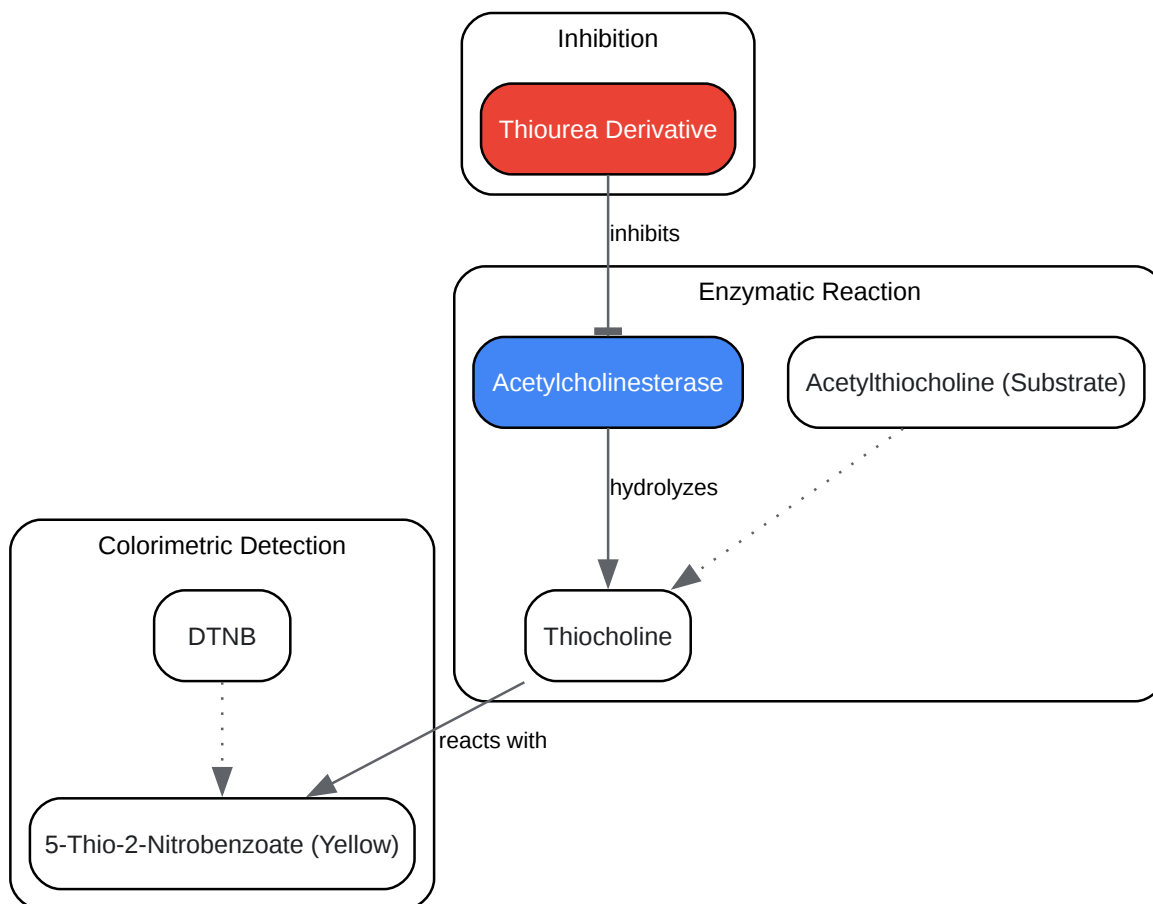 Inhibition
Thiourea Derivative
inhibits
Enzymatic Reaction
Acetylcholinesterase
Acetylthiocholine (Substrate)
hydrolyzes
Colorimetric Detection
DTNB
Thiocholine
reacts with
5-Thio-2-Nitrobenzoate (Yellow)